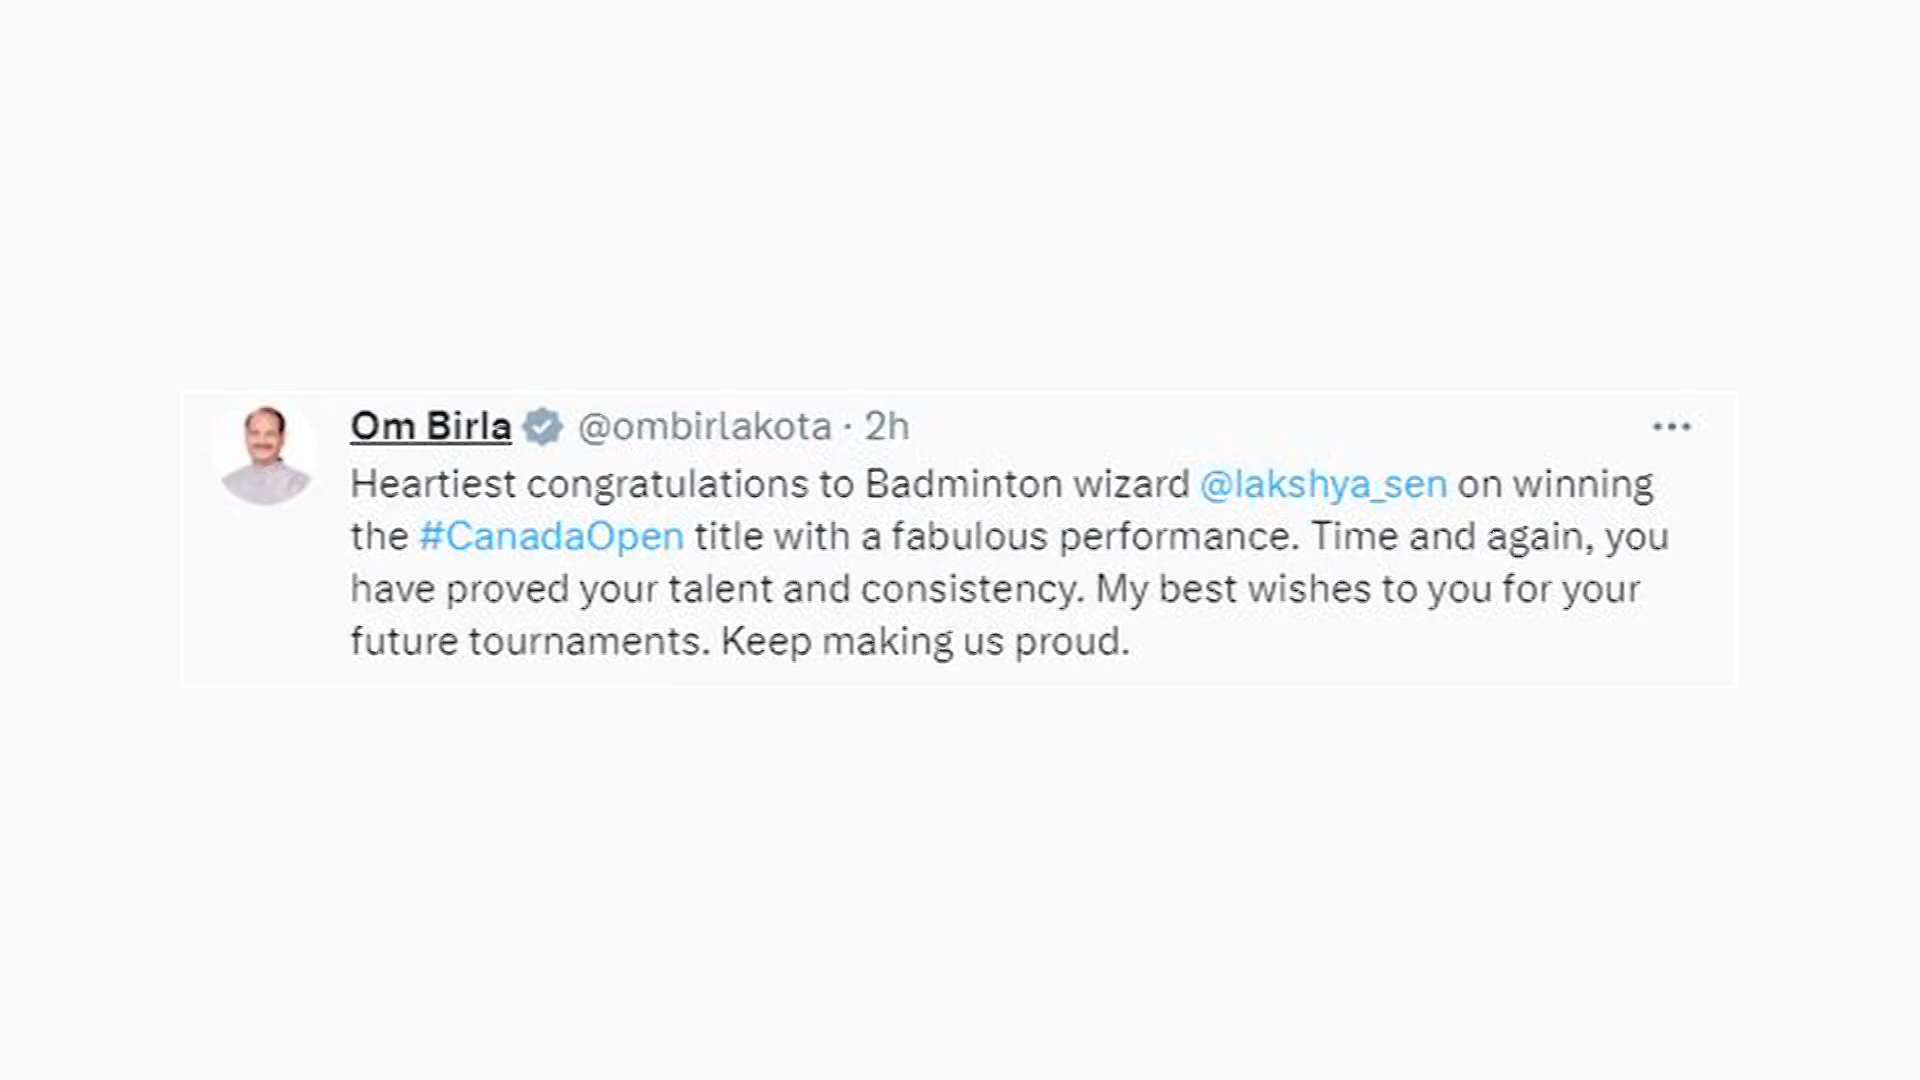 Om Birla @ombirlakota · 2h
Heartiest congratulations to Badminton wizard @lakshya_sen on winning
the #CanadaOpen title with a fabulous performance. Time and again, you
have proved your talent and consistency. My best wishes to you for your
future tournaments. Keep making us proud.